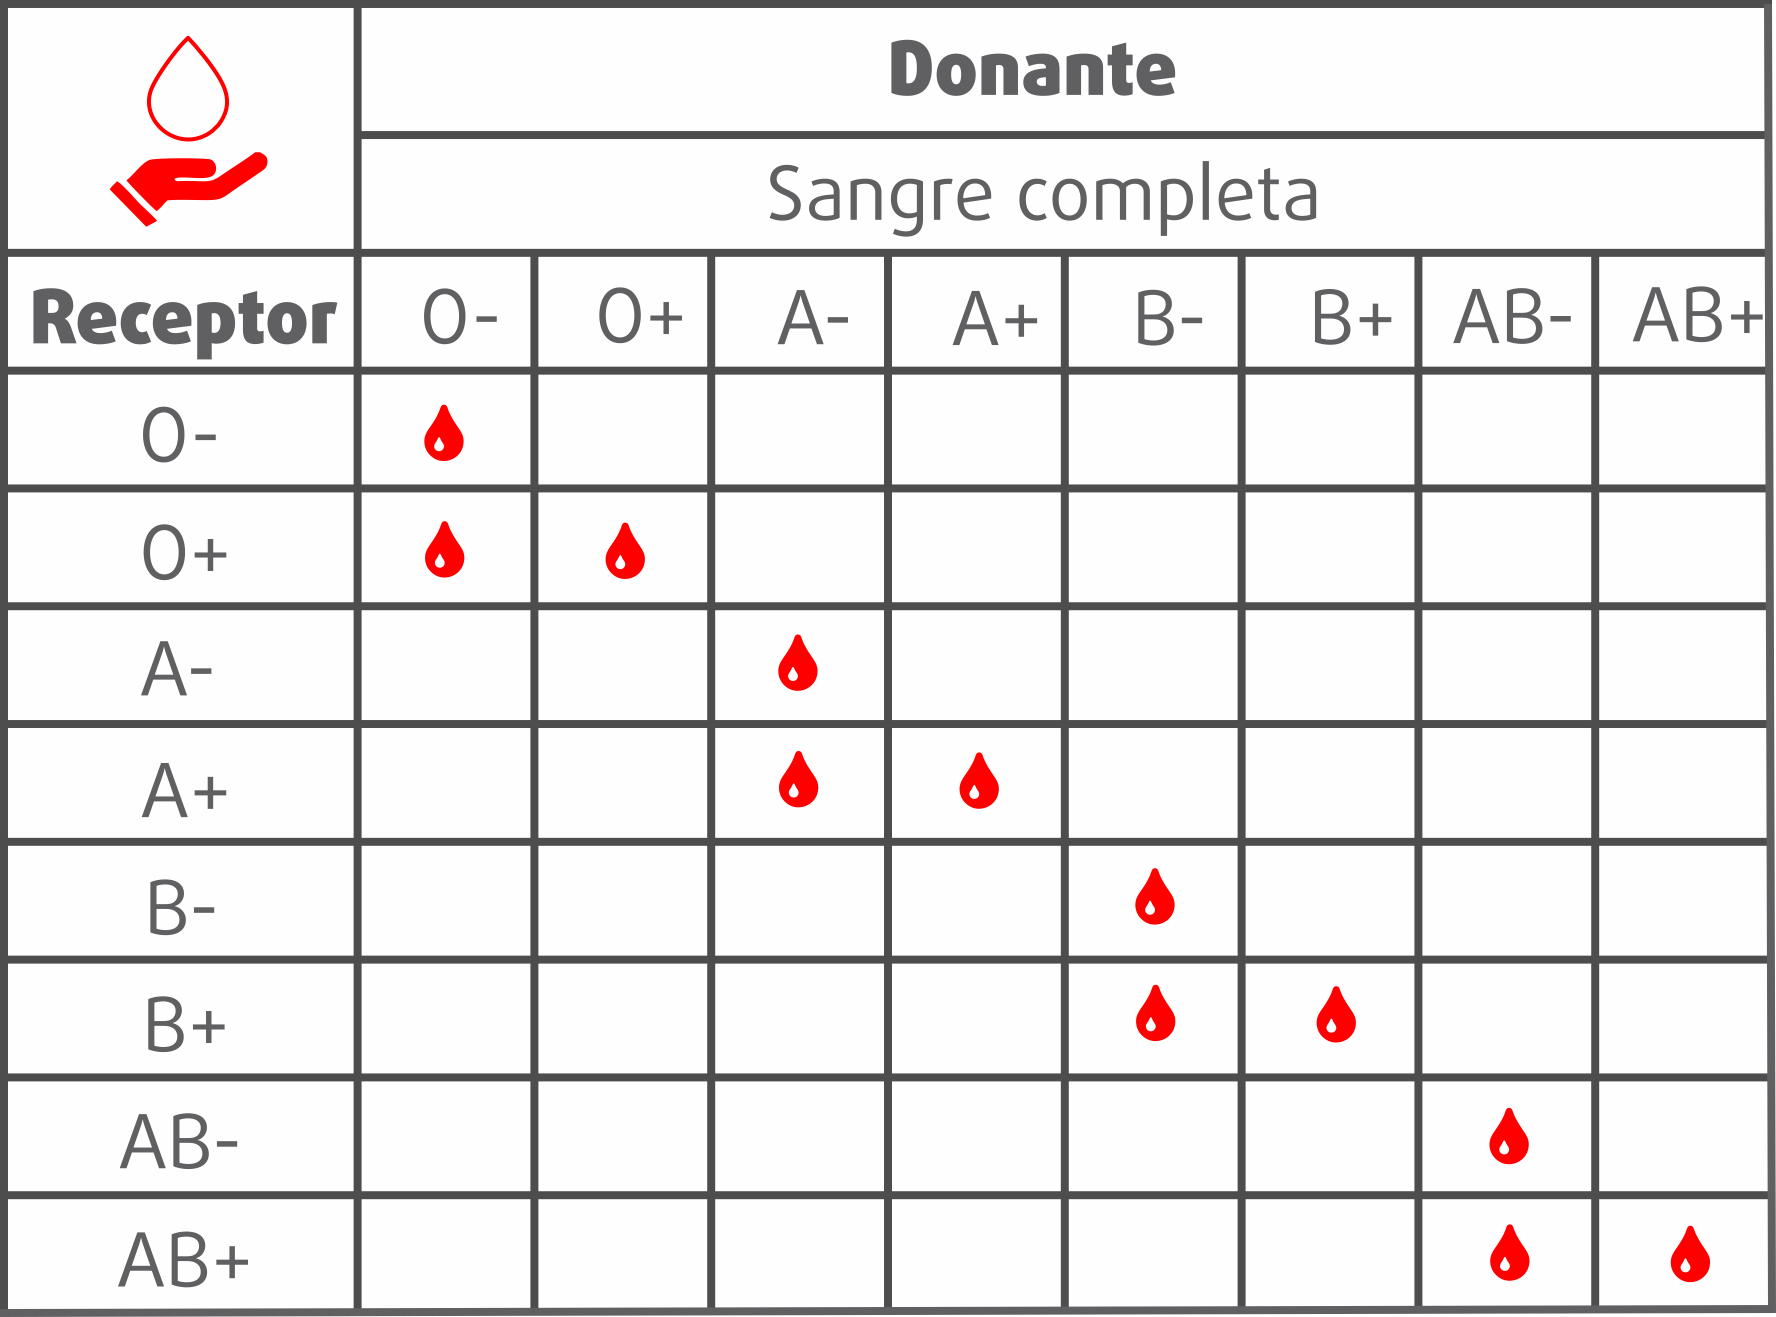 Donante
Sangre completa
Receptor O- O+ A- A+ B- B+ AB- AB+
O-
O+
A-
A+
B-
B+
AB-
AB+